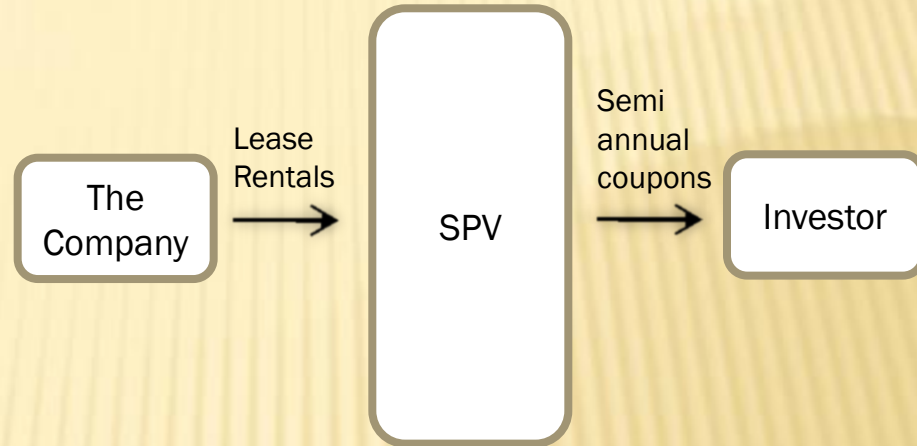 The
Company
Lease
Rentals
SPV
Semi
annual
coupons
Investor